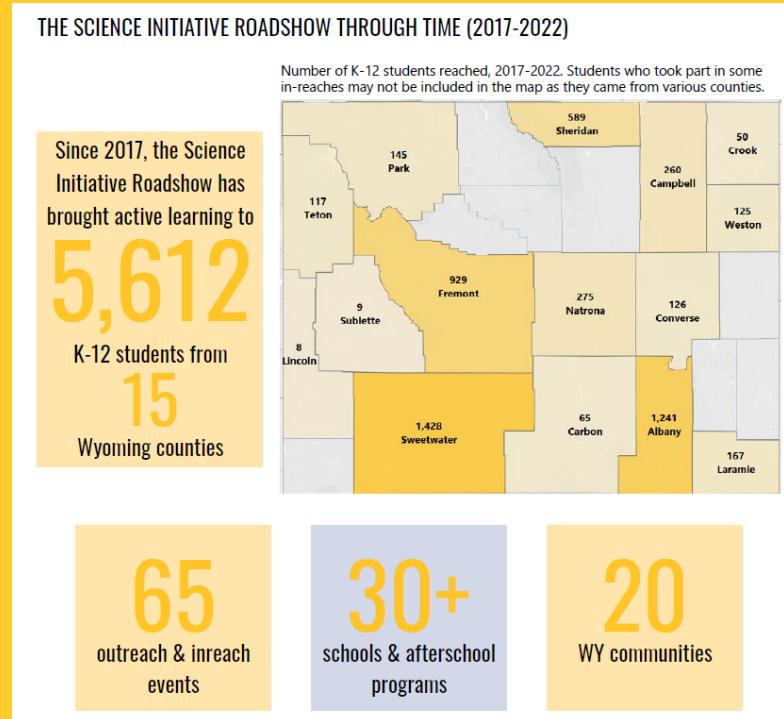 THE SCIENCE INITIATIVE ROADSHOW THROUGH TIME (2017-2022)
Number of K-12 students reached, 2017-2022. Students who took part in some
in-reaches may not be included in the map as they came from various counties.
Since 2017, the Science
Initiative Roadshow has
brought active learning to
5,612
K-12 students from
15
Wyoming counties
589
Sheridan
50
Crook
145
Park
260
Campbell
117
Teton
125
Weston
929
Fremont
275
Natrona
126
Converse
9
Sublette
8
Lincoln
1,428
Sweetwater
65
Carbon
1,241
Albany
167
Laramie
65
outreach & inreach
events
30+
schools & afterschool
programs
20
WY communities